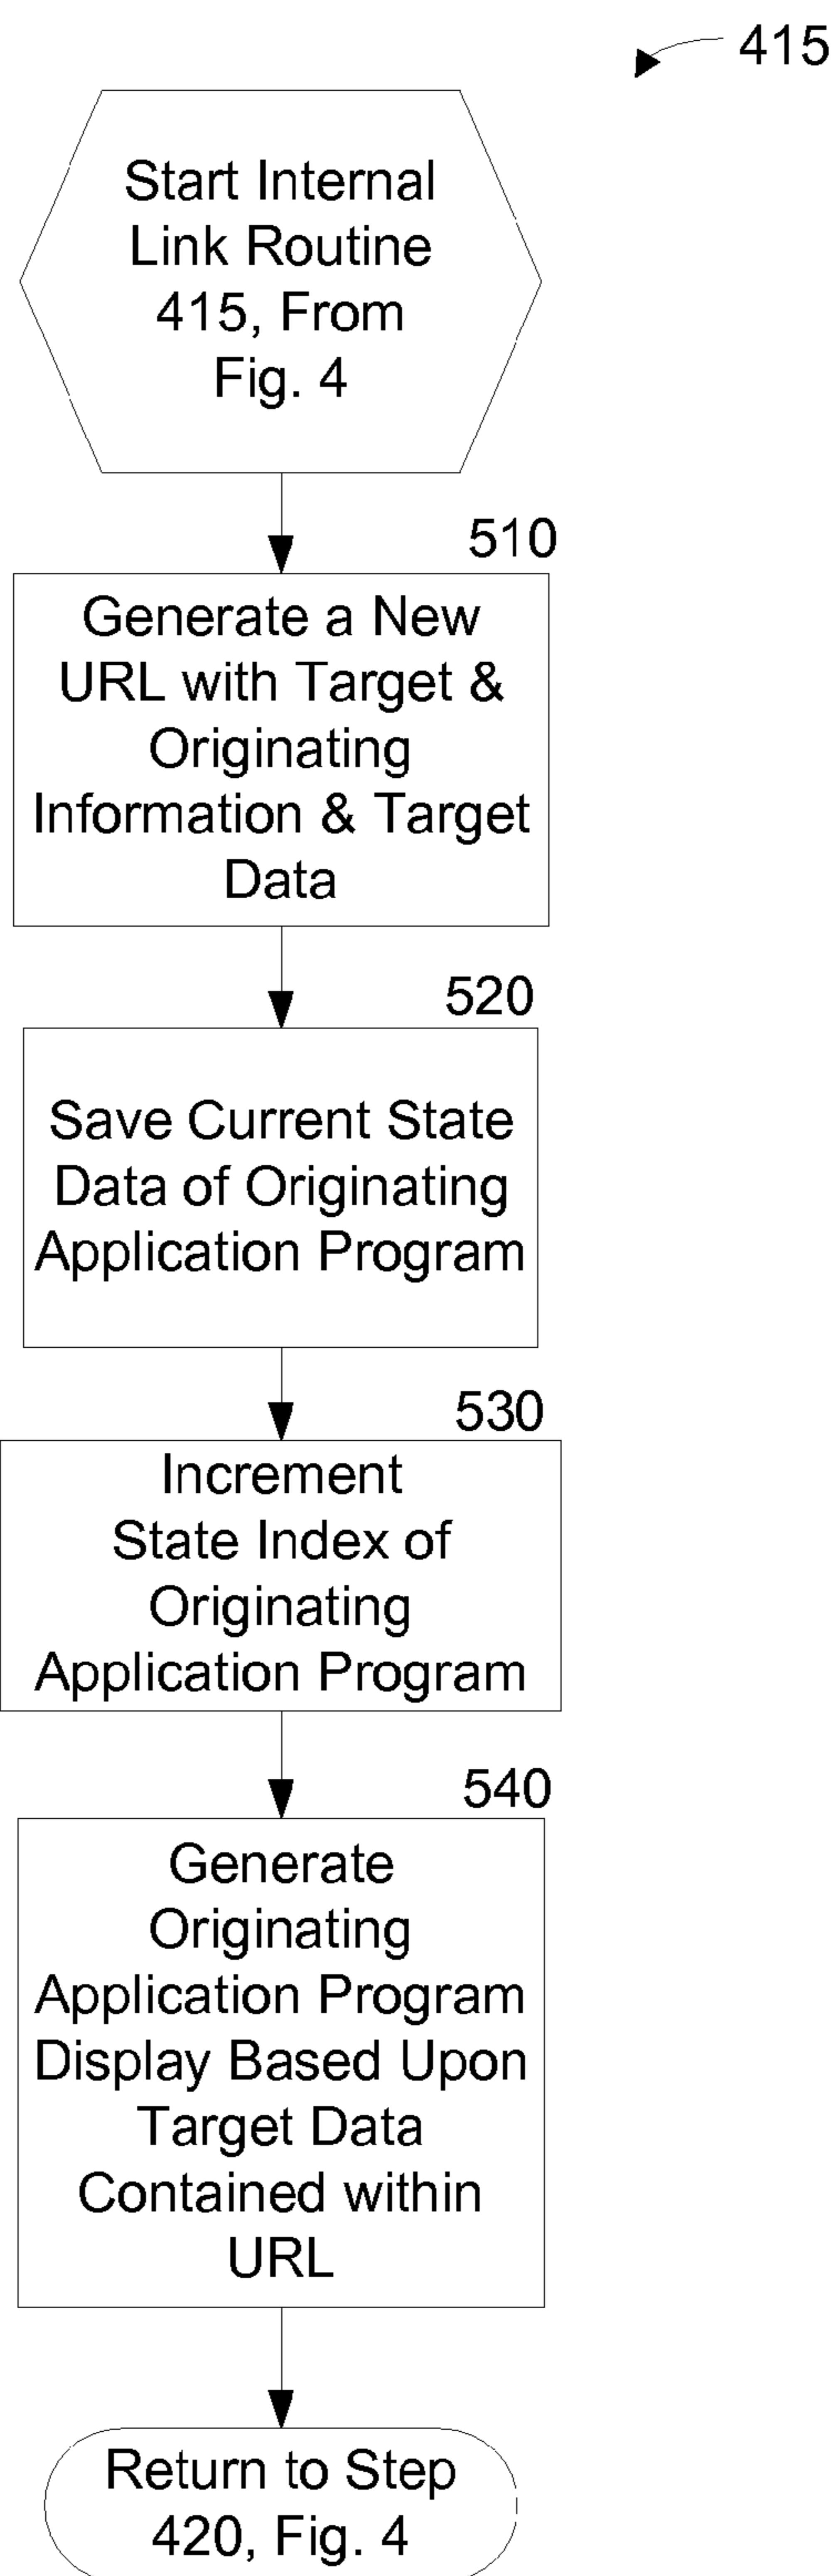 415
Start Internal
Link Routine
415, From
Fig. 4
510
Generate a New
URL with Target &
Originating
Information & Target
Data
520
Save Current State
Data of Originating
Application Program
530
Increment
State Index of
Originating
Application Program
540
Generate
Originating
Application Program
Display Based Upon
Target Data
Contained within
URL
Return to Step
420, Fig. 4